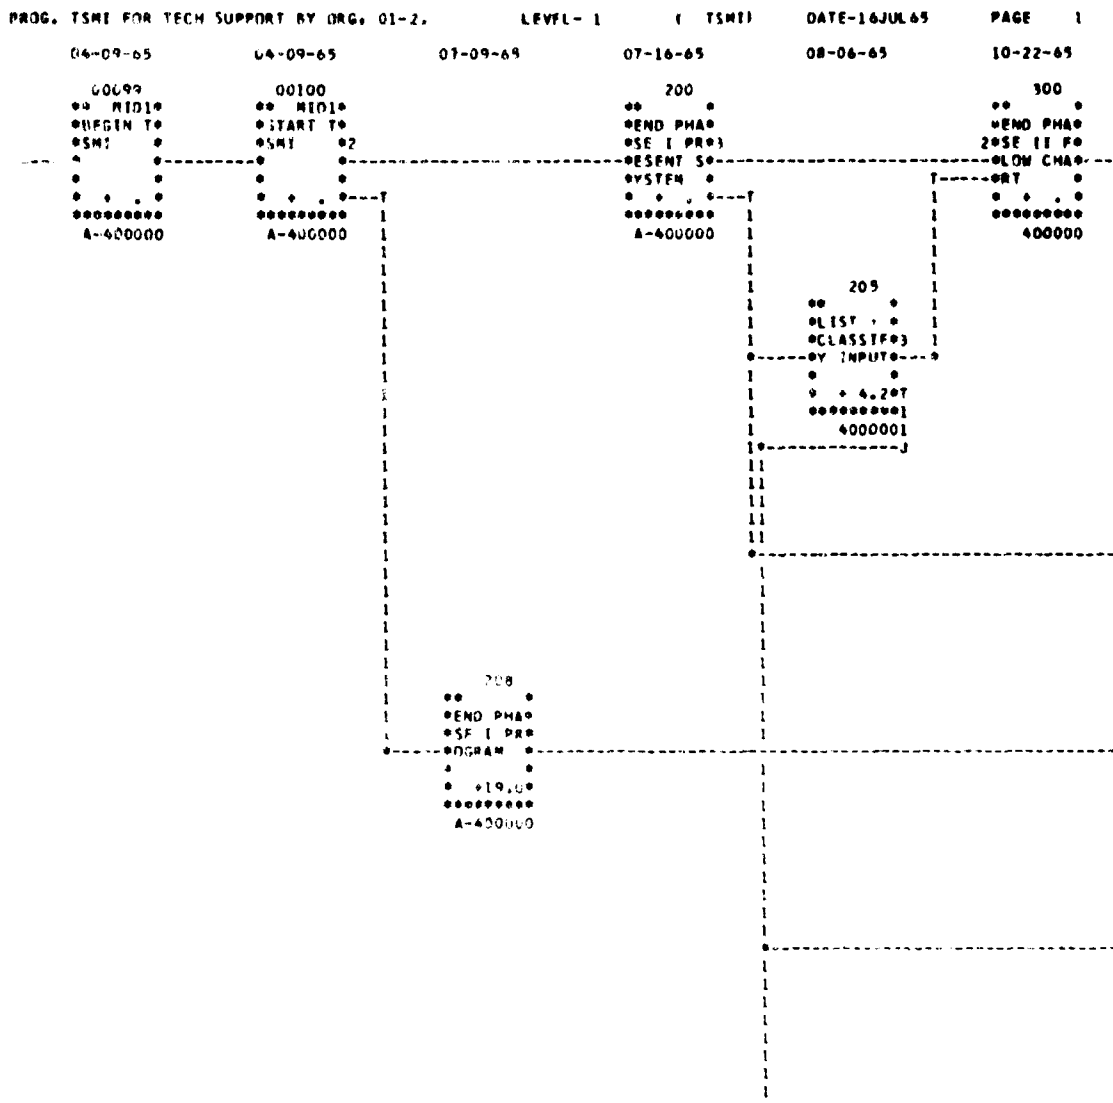 PROG. TSMI FOR TECH SUPPORT BY ORG. 01-2. LEVEL- 1 ( TSMI) DATE-16JUL65 PAGE 1
04-09-65 04-09-65 07-09-65 07-16-65 08-06-65 10-22-65
00099 00100 200 300
** MID1* ** MID1* ** * ** *
*BEGIN T* *START T* *END PHA* *END PHA*
*SMI * *SMI *2 *SE I PR*3 2*SE II F*
*ESENT S* *LOW CHA*
*YSTEM * *RT *
* + . * * + . * * + . * * + . *
********* ********* ********* *********
A-400000 A-400000 A-400000 400000
205
** *
*LIST + *
*CLASSIF*3
*Y INPUT*
* *
* + 4.2*T
*********
400000
208
** *
*END PHA*
*SE I PR*
*OGRAM *
* *
* +19.0*
*********
A-400000